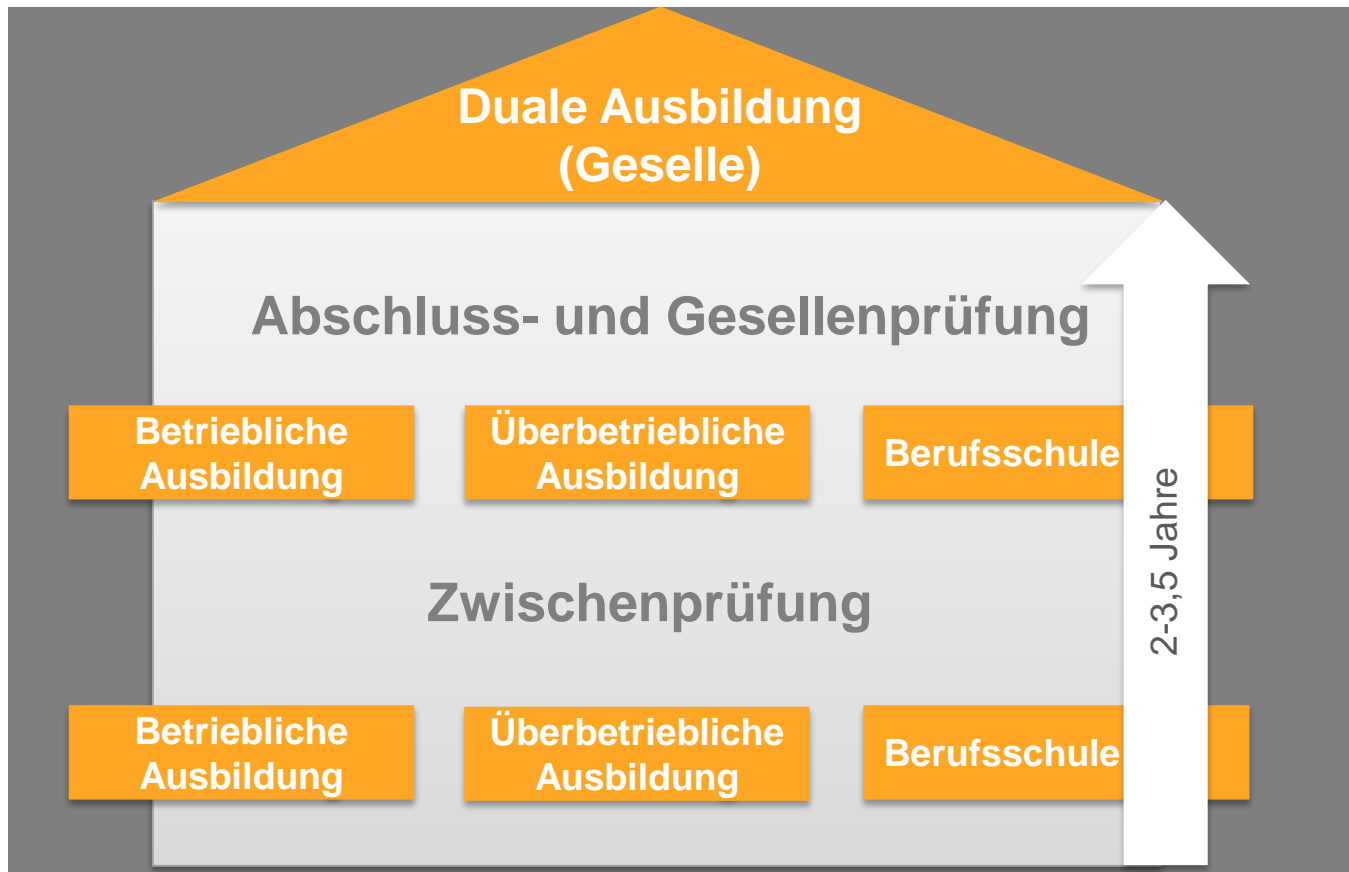 Duale Ausbildung
(Geselle)
Abschluss- und Gesellenprüfung
Betriebliche
Ausbildung
Überbetriebliche
Ausbildung
Berufsschule
2-3,5 Jahre
Zwischenprüfung
Betriebliche
Ausbildung
Überbetriebliche
Ausbildung
Berufsschule